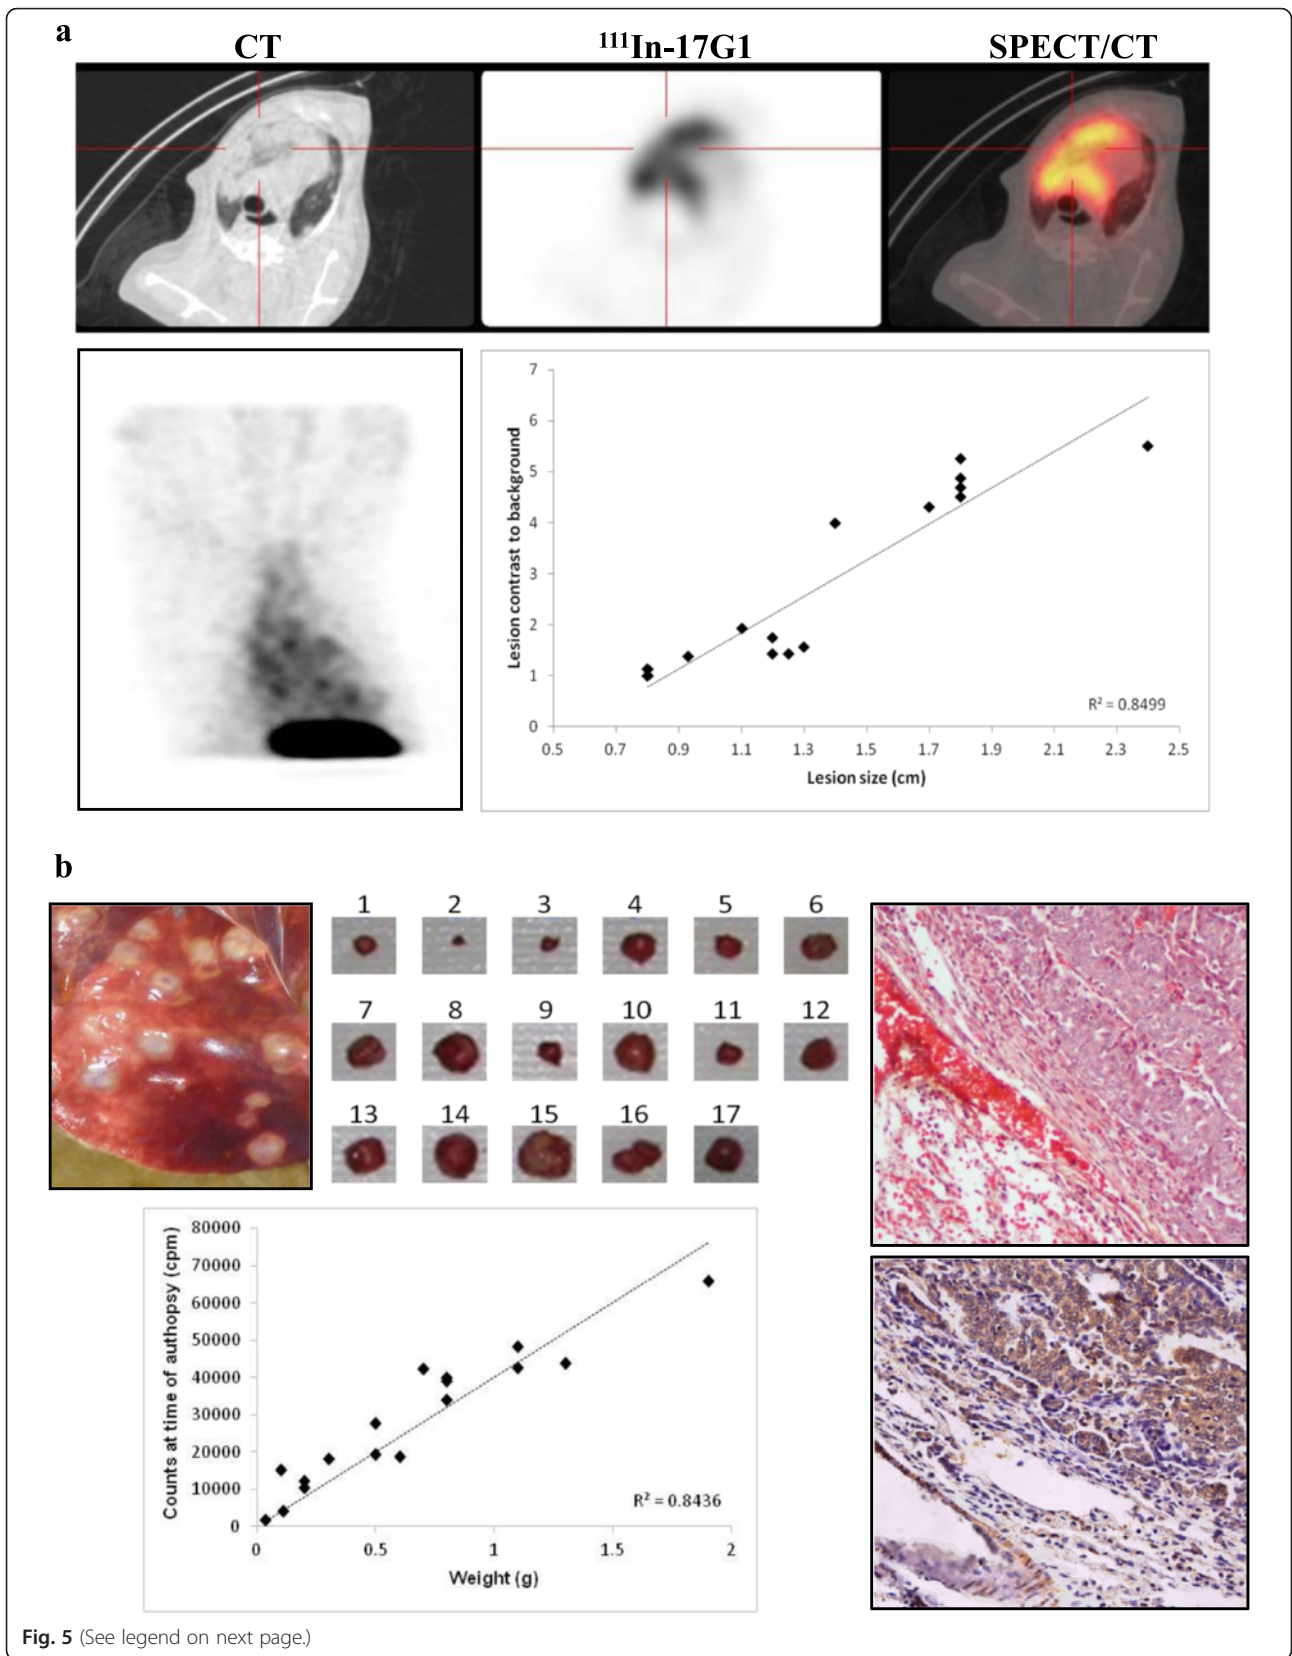 a
CT
¹¹¹In-17G1
SPECT/CT
7
6
5
4
3
2
1
0
Lesion contrast to background
R² = 0.8499
0.5 0.7 0.9 1.1 1.3 1.5 1.7 1.9 2.1 2.3 2.5
Lesion size (cm)
b
1 2 3 4 5 6
7 8 9 10 11 12
13 14 15 16 17
80000
70000
60000
50000
40000
30000
20000
10000
0
Counts at time of authopsy (cpm)
R² = 0.8436
0 0.5 1 1.5 2
Weight (g)
Fig. 5 (See legend on next page.)